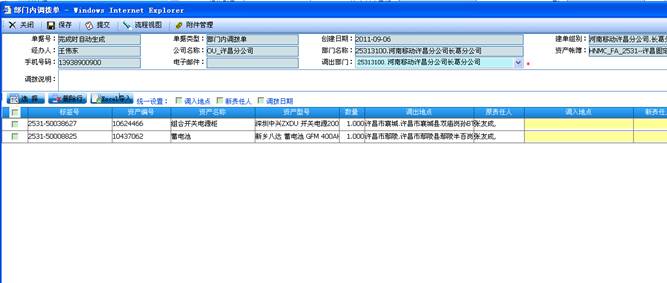 部门内调拨单 - Windows Internet Explorer
关闭 保存 提交 流程视图 附件管理
单据号: 完成时自动生成 单据类型: 部门内调拨单 创建日期: 2011-09-06 建单组别: 河南移动许昌分公司.长葛
经办人: 王伟东 公司名称: OU_许昌分公司 部门名称: 25313100.河南移动许昌分公司长葛分公司 资产帐簿: HNMC_FA_2531--许昌固定
手机号码: 13938900900 电子邮件: 调出部门: 25313100.河南移动许昌分公司长葛分公司 *
调拨说明:
选 择 删除行 Excel导入 统一设置: 调入地点 新责任人 调拨日期
标签号 资产编号 资产名称 资产型号 数量 调出地点 原责任人 调入地点 新责任人
2531-50038627 10624466 组合开关电源柜 深圳中兴ZXDU 开关电源200 1.000 许昌市襄城.许昌市襄城县双庙岗孙 张友成,
2531-50008825 10437062 蓄电池 新乡八达 蓄电池 GFM 400AH 1.000 许昌市鄢陵.许昌市鄢陵县鄢陵半百岗 张友成,